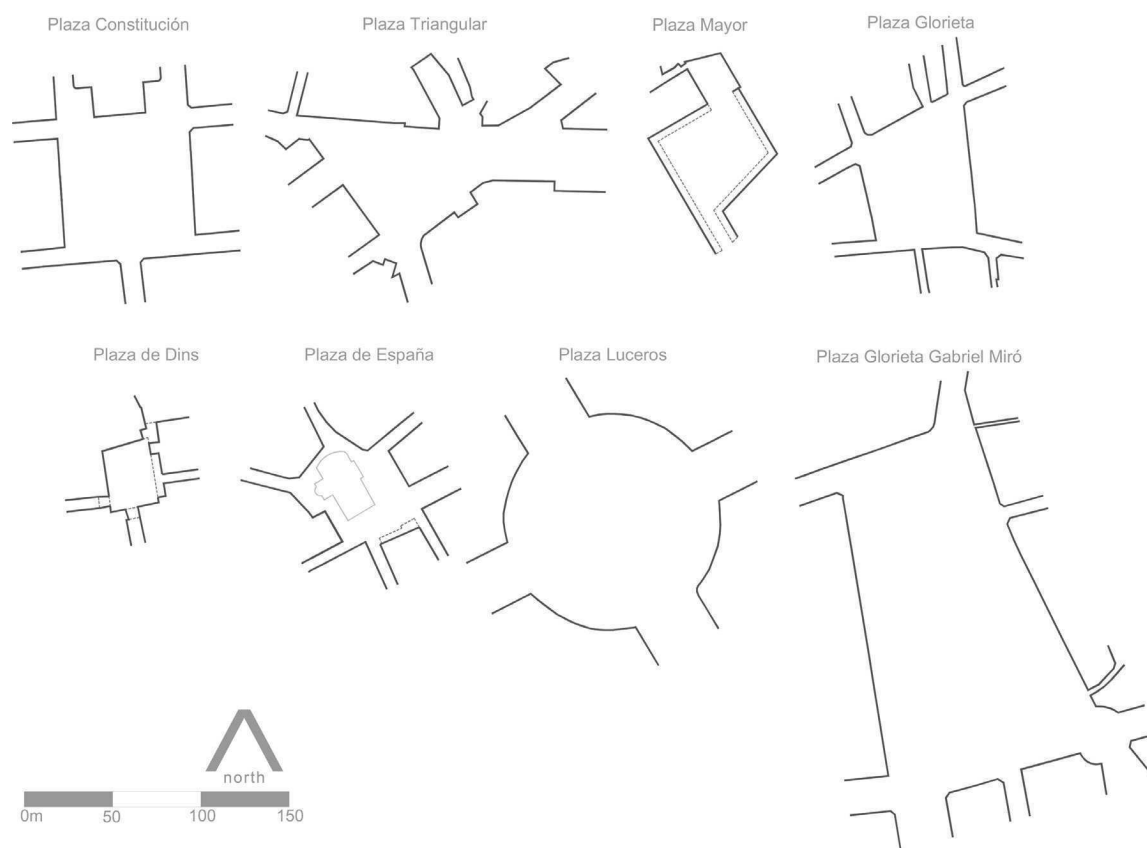 Plaza Constitución
Plaza Triangular
Plaza Mayor
Plaza Glorieta
Plaza de Dins
Plaza de España
Plaza Luceros
Plaza Glorieta Gabriel Miró
north
0m 50 100 150